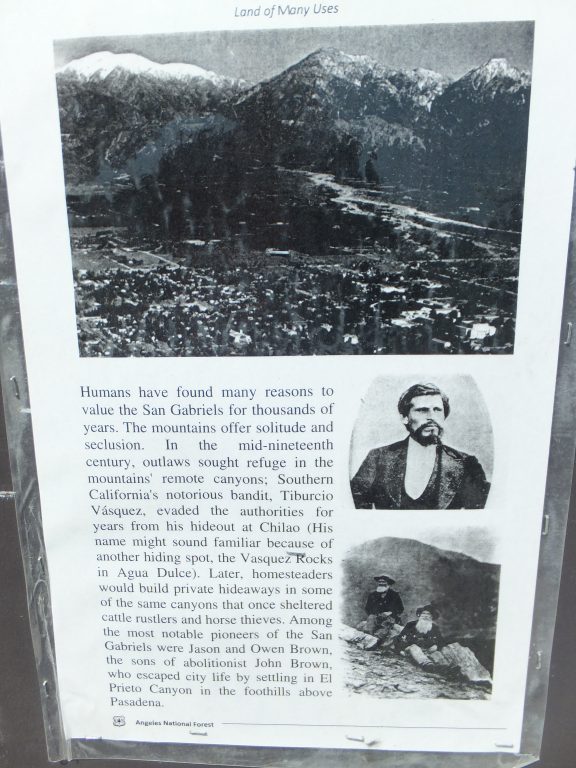 Land of Many Uses
Humans have found many reasons to
value the San Gabriels for thousands of
years. The mountains offer solitude and
seclusion. In the mid-nineteenth
century, outlaws sought refuge in the
mountains' remote canyons; Southern
California's notorious bandit, Tiburcio
Vásquez, evaded the authorities for
years from his hideout at Chilao (His
name might sound familiar because of
another hiding spot, the Vasquez Rocks
in Agua Dulce). Later, homesteaders
would build private hideaways in some
of the same canyons that once sheltered
cattle rustlers and horse thieves. Among
the most notable pioneers of the San
Gabriels were Jason and Owen Brown,
the sons of abolitionist John Brown,
who escaped city life by settling in El
Prieto Canyon in the foothills above
Pasadena.
Angeles National Forest